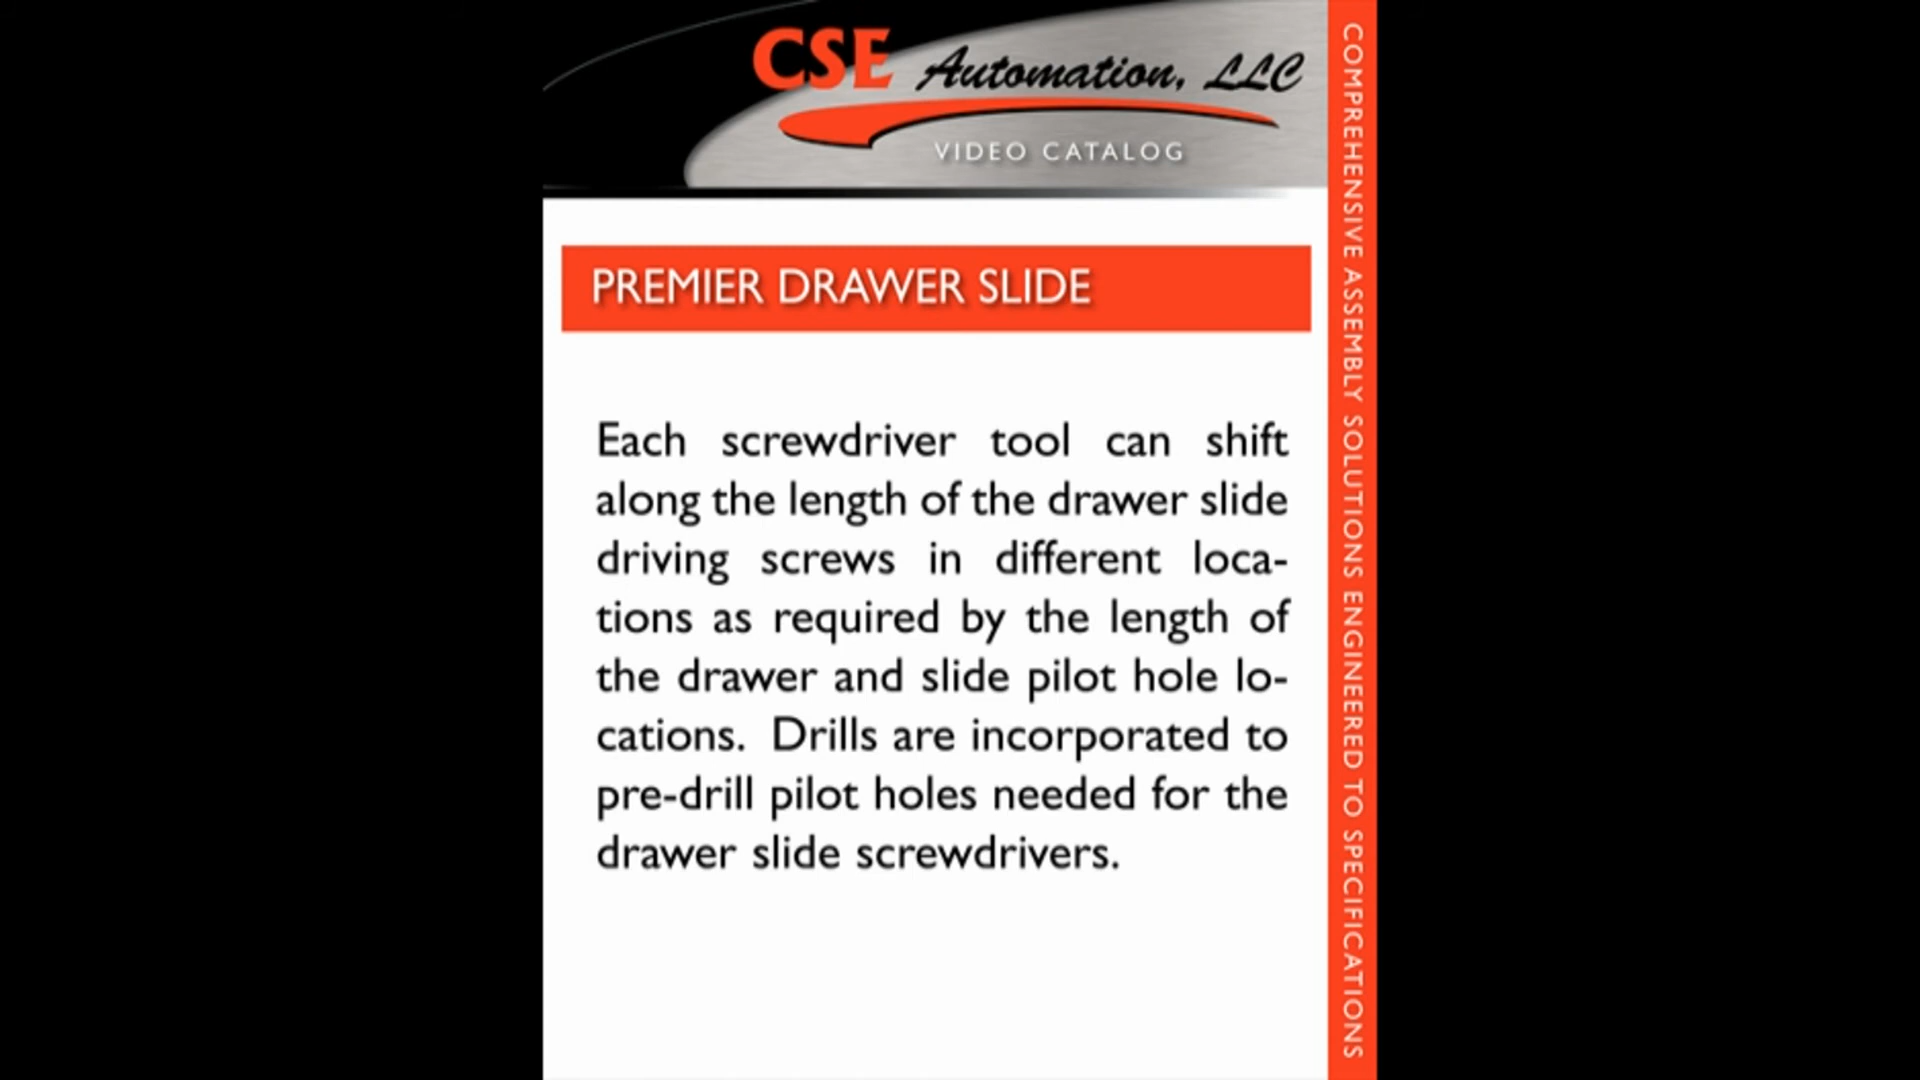 CSE Automation, LLC
VIDEO CATALOG
PREMIER DRAWER SLIDE
Each screwdriver tool can shift
along the length of the drawer slide
driving screws in different loca-
tions as required by the length of
the drawer and slide pilot hole lo-
cations. Drills are incorporated to
pre-drill pilot holes needed for the
drawer slide screwdrivers.
COMPREHENSIVE ASSEMBLY SOLUTIONS ENGINEERED TO SPECIFICATIONS